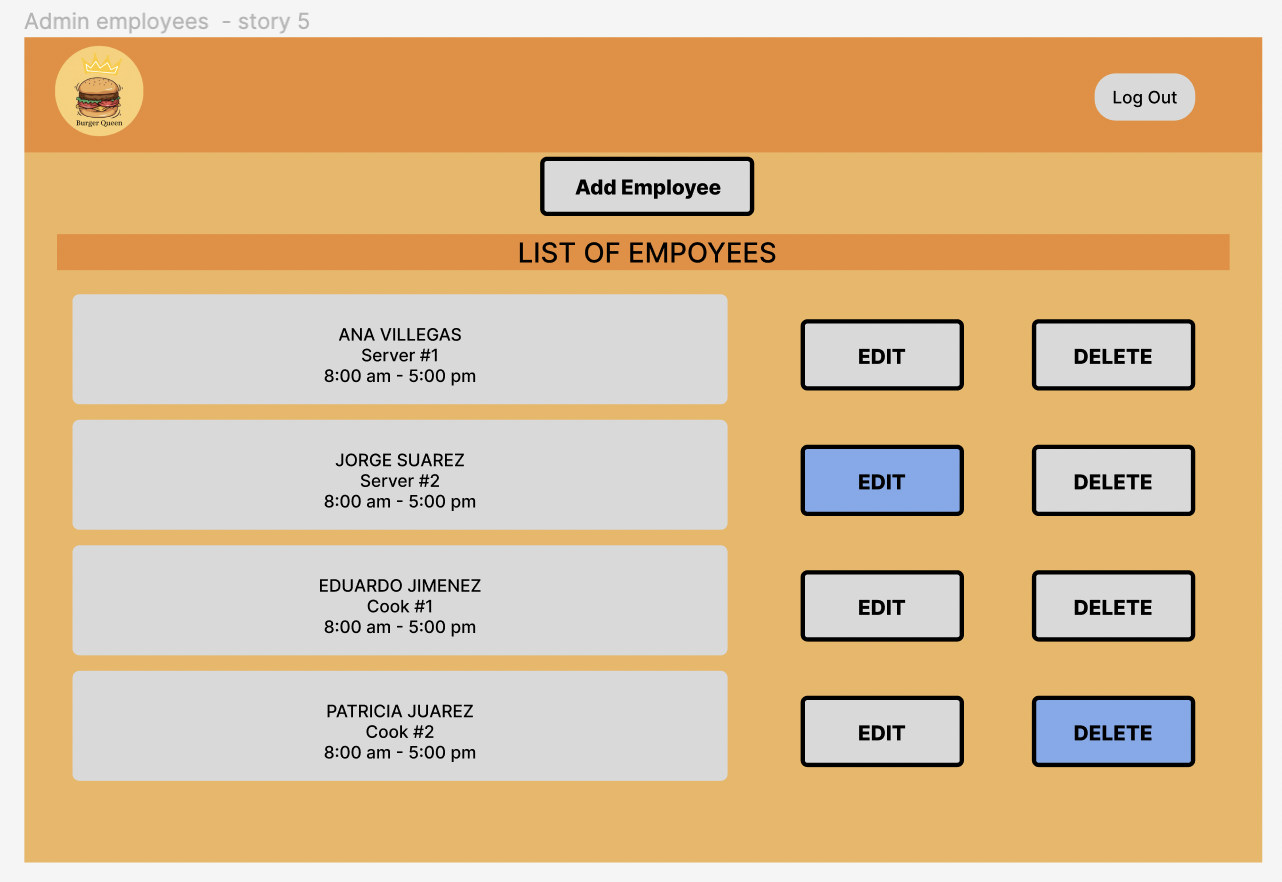 Admin employees - story 5
Burger Queen
Log Out
Add Employee
LIST OF EMPOYEES
ANA VILLEGAS
Server #1
8:00 am - 5:00 pm
EDIT
DELETE
JORGE SUAREZ
Server #2
8:00 am - 5:00 pm
EDIT
DELETE
EDUARDO JIMENEZ
Cook #1
8:00 am - 5:00 pm
EDIT
DELETE
PATRICIA JUAREZ
Cook #2
8:00 am - 5:00 pm
EDIT
DELETE